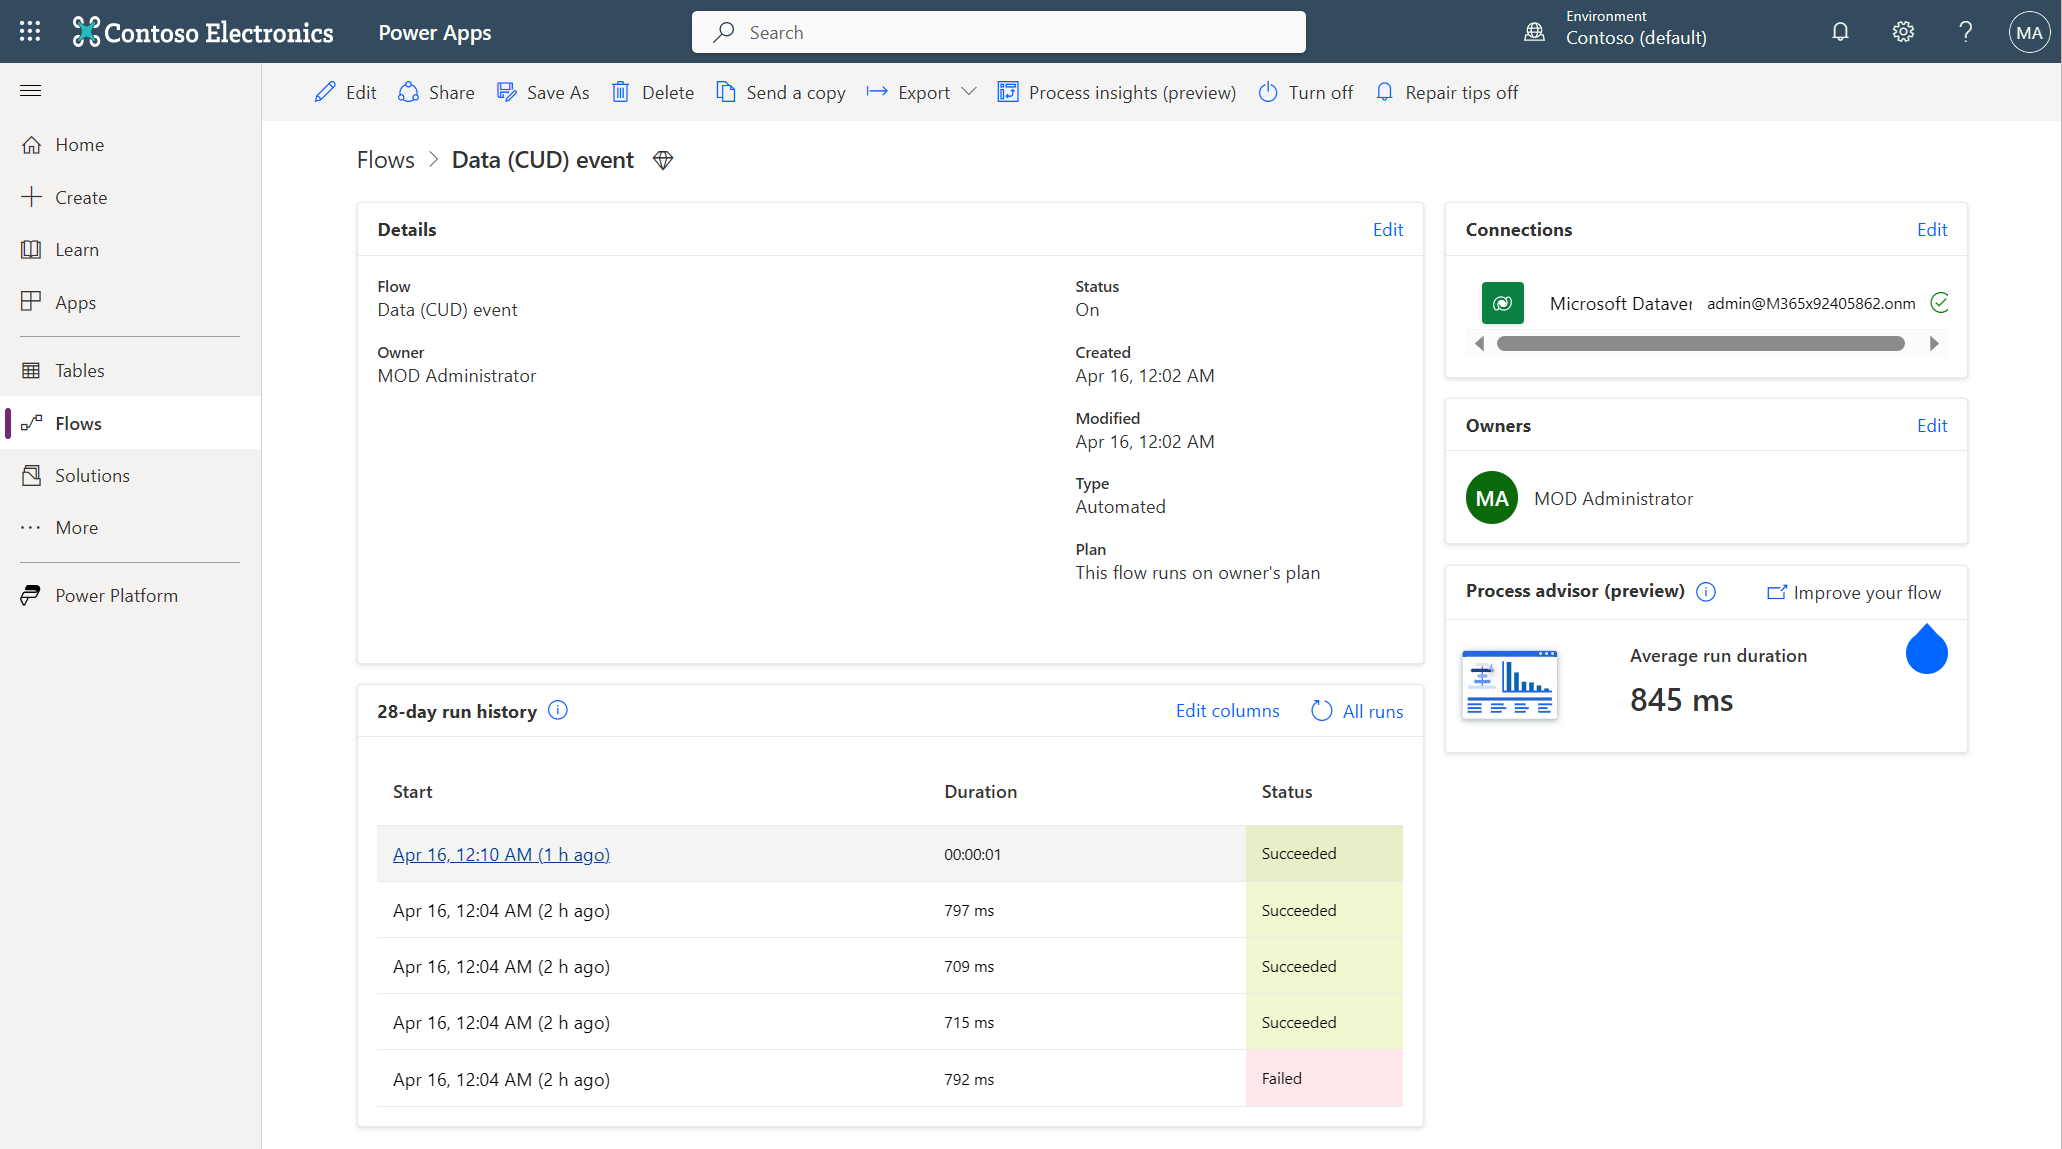 Contoso Electronics
Power Apps
Search
Environment
Contoso (default)
MA
Edit
Share
Save As
Delete
Send a copy
Export
Process insights (preview)
Turn off
Repair tips off
Home
Create
Learn
Apps
Tables
Flows
Solutions
More
Power Platform
Flows > Data (CUD) event
Details
Edit
Flow
Data (CUD) event
Owner
MOD Administrator
Status
On
Created
Apr 16, 12:02 AM
Modified
Apr 16, 12:02 AM
Type
Automated
Plan
This flow runs on owner's plan
28-day run history
Edit columns
All runs
Start Duration Status
Apr 16, 12:10 AM (1 h ago) 00:00:01 Succeeded
Apr 16, 12:04 AM (2 h ago) 797 ms Succeeded
Apr 16, 12:04 AM (2 h ago) 709 ms Succeeded
Apr 16, 12:04 AM (2 h ago) 715 ms Succeeded
Apr 16, 12:04 AM (2 h ago) 792 ms Failed
Connections
Edit
Microsoft Dataver admin@M365x92405862.onm
Owners
Edit
MA
MOD Administrator
Process advisor (preview)
Improve your flow
Average run duration
845 ms